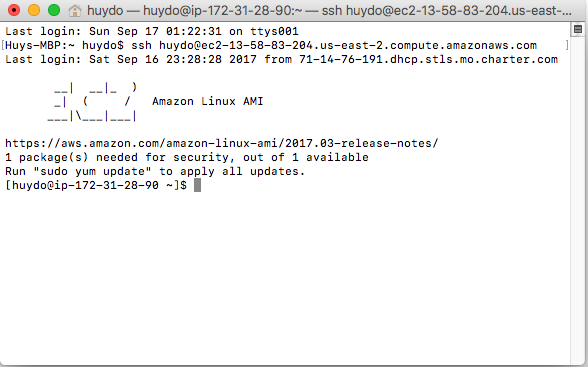 huydo — huydo@ip-172-31-28-90:~ — ssh huydo@ec2-13-58-83-204.us-east-...
Last login: Sun Sep 17 01:22:31 on ttys001
[Huys-MBP:~ huydo$ ssh huydo@ec2-13-58-83-204.us-east-2.compute.amazonaws.com ]
Last login: Sat Sep 16 23:28:28 2017 from 71-14-76-191.dhcp.stls.mo.charter.com

       __|  __|_  )
       _|  (     /   Amazon Linux AMI
      ___|\___|___|

https://aws.amazon.com/amazon-linux-ami/2017.03-release-notes/
1 package(s) needed for security, out of 1 available
Run "sudo yum update" to apply all updates.
[huydo@ip-172-31-28-90 ~]$